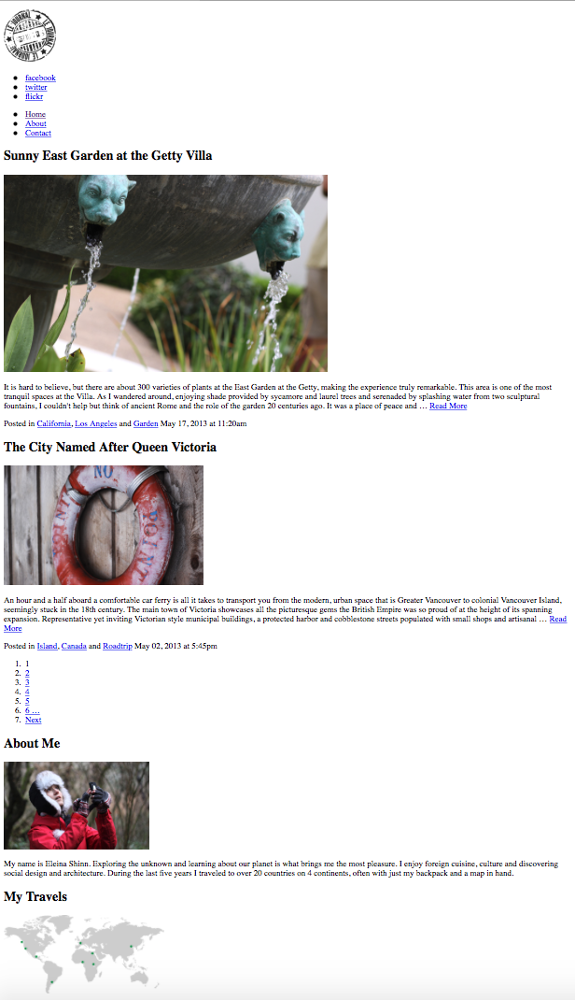 LE JOURNAL
LE JOURNAL
facebook
twitter
flickr
Home
About
Contact
Sunny East Garden at the Getty Villa
It is hard to believe, but there are about 300 varieties of plants at the East Garden at the Getty, making the experience truly remarkable. This area is one of the most
tranquil spaces at the Villa. As I wandered around, enjoying shade provided by sycamore and laurel trees and serenaded by splashing water from two sculptural
fountains, I couldn't help but think of ancient Rome and the role of the garden 20 centuries ago. It was a place of peace and … Read More
Posted in California, Los Angeles and Garden May 17, 2013 at 11:20am
The City Named After Queen Victoria
NO
POINT
An hour and a half aboard a comfortable car ferry is all it takes to transport you from the modern, urban space that is Greater Vancouver to colonial Vancouver Island,
seemingly stuck in the 18th century. The main town of Victoria showcases all the picturesque gems the British Empire was so proud of at the height of its spanning
expansion. Representative yet inviting Victorian style municipal buildings, a protected harbor and cobblestone streets populated with small shops and artisanal … Read
More
Posted in Island, Canada and Roadtrip May 02, 2013 at 5:45pm
1. 1
2. 2
3. 3
4. 4
5. 5
6. 6 …
7. Next
About Me
My name is Eleina Shinn. Exploring the unknown and learning about our planet is what brings me the most pleasure. I enjoy foreign cuisine, culture and discovering
social design and architecture. During the last five years I traveled to over 20 countries on 4 continents, often with just my backpack and a map in hand.
My Travels